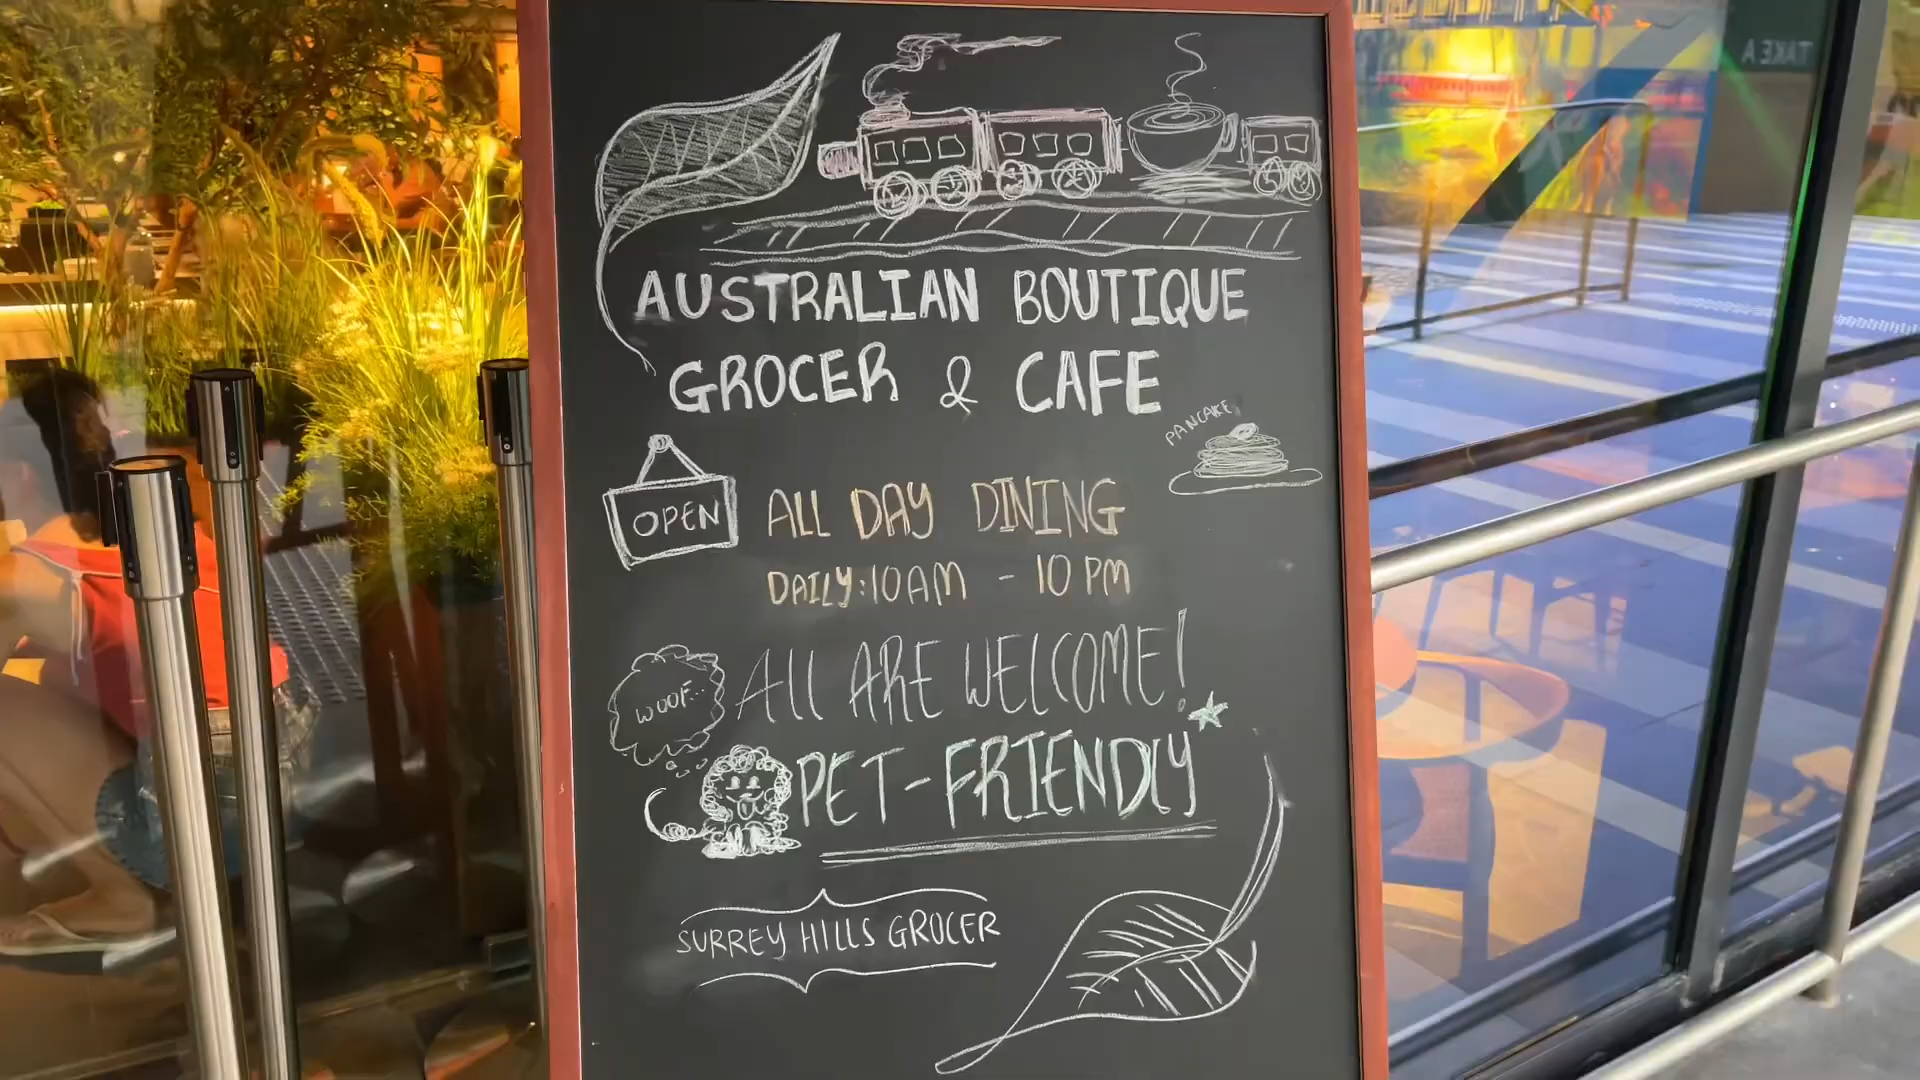 AUSTRALIAN BOUTIQUE
GROCER & CAFE
PANCAKE
OPEN
ALL DAY DINING
DAILY: 10AM - 10 PM
WOOF...
All ARE WELCOME!
PET-FRIENDLY*
SURREY HILLS GROCER
TAKE A